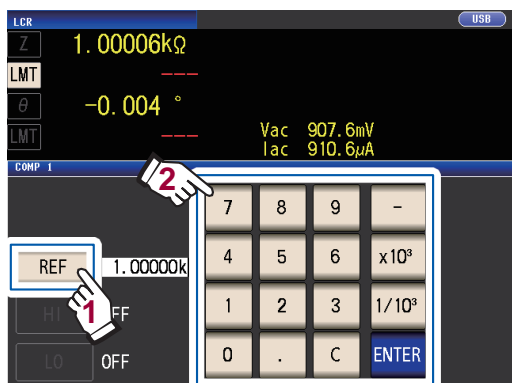 LCR USB
Z 1.00006kΩ
LMT ---
θ -0.004 °
LMT ---
Vac 907.6mV
Iac 910.6μA
COMP 1
2
7 8 9 -
4 5 6 x10³
REF 1.00000k
1
1 2 3 1/10³
HI FF
0 . C ENTER
LO OFF